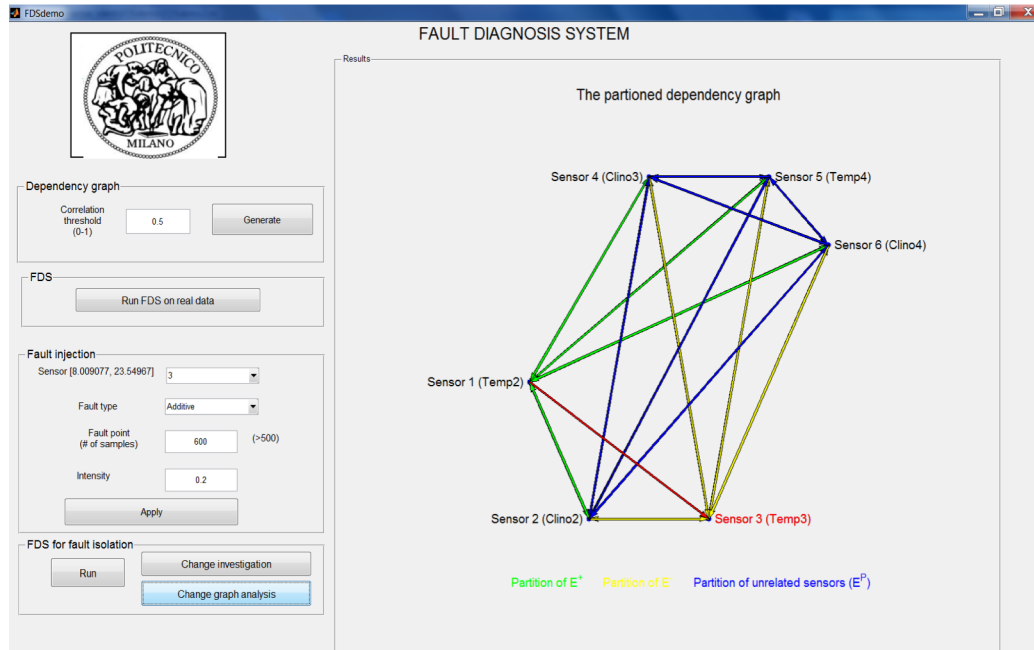 FDSdemo
FAULT DIAGNOSIS SYSTEM
POLITECNICO
MILANO
Dependency graph
Correlation
threshold
(0-1)
0.5
Generate
FDS
Run FDS on real data
Fault injection
Sensor [8.009077, 23.54967]
3
Fault type
Additive
Fault point
(# of samples)
600
(>500)
Intensity
0.2
Apply
FDS for fault isolation
Run
Change investigation
Change graph analysis
Results
The partioned dependency graph
Sensor 4 (Clino3)
Sensor 5 (Temp4)
Sensor 6 (Clino4)
Sensor 1 (Temp2)
Sensor 2 (Clino2)
Sensor 3 (Temp3)
Partition of E+
Partition of E
Partition of unrelated sensors (E^P)